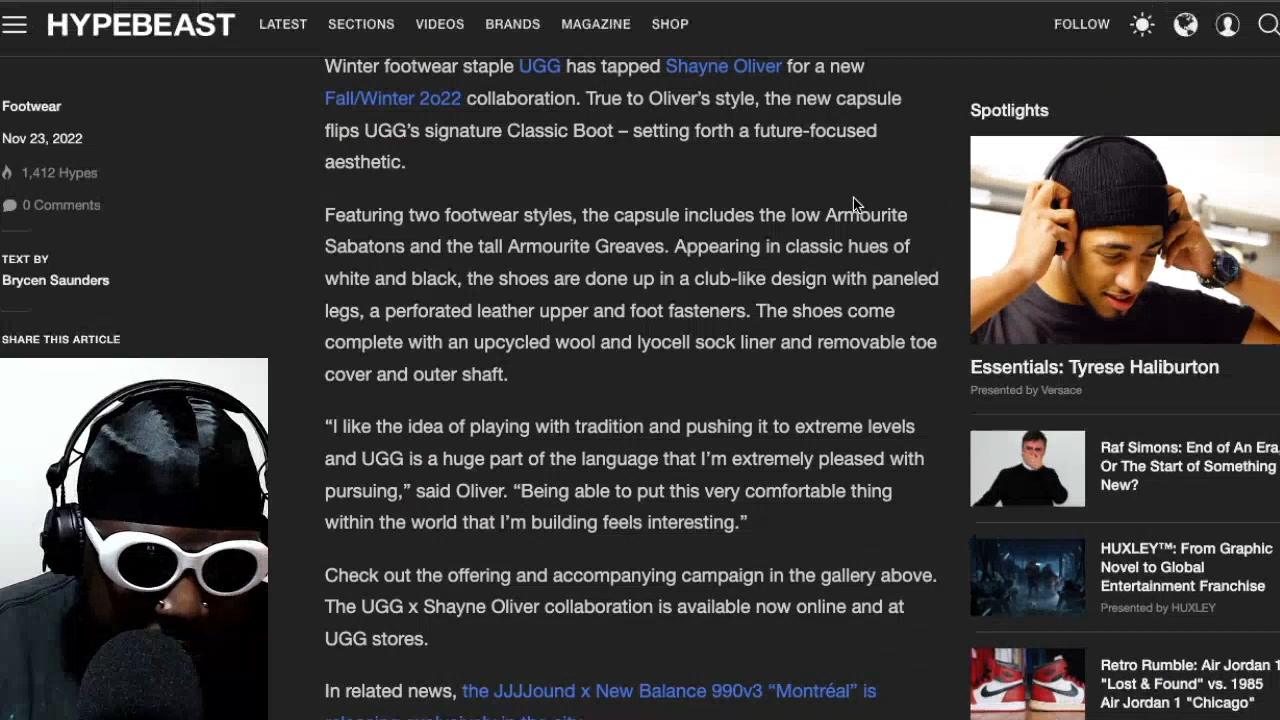 HYPEBEAST
LATEST
SECTIONS
VIDEOS
BRANDS
MAGAZINE
SHOP
FOLLOW
Footwear
Nov 23, 2022
1,412 Hypes
0 Comments
TEXT BY
Brycen Saunders
SHARE THIS ARTICLE
Winter footwear staple UGG has tapped Shayne Oliver for a new
Fall/Winter 2o22 collaboration. True to Oliver’s style, the new capsule
flips UGG’s signature Classic Boot – setting forth a future-focused
aesthetic.
Featuring two footwear styles, the capsule includes the low Armourite
Sabatons and the tall Armourite Greaves. Appearing in classic hues of
white and black, the shoes are done up in a club-like design with paneled
legs, a perforated leather upper and foot fasteners. The shoes come
complete with an upcycled wool and lyocell sock liner and removable toe
cover and outer shaft.
“I like the idea of playing with tradition and pushing it to extreme levels
and UGG is a huge part of the language that I’m extremely pleased with
pursuing,” said Oliver. “Being able to put this very comfortable thing
within the world that I’m building feels interesting.”
Check out the offering and accompanying campaign in the gallery above.
The UGG x Shayne Oliver collaboration is available now online and at
UGG stores.
In related news, the JJJJound x New Balance 990v3 “Montréal” is
releasing exclusively in the city.
Spotlights
Essentials: Tyrese Haliburton
Presented by Versace
Raf Simons: End of An Era,
Or The Start of Something
New?
HUXLEY™: From Graphic
Novel to Global
Entertainment Franchise
Presented by HUXLEY
Retro Rumble: Air Jordan 1
"Lost & Found" vs. 1985
Air Jordan 1 "Chicago"